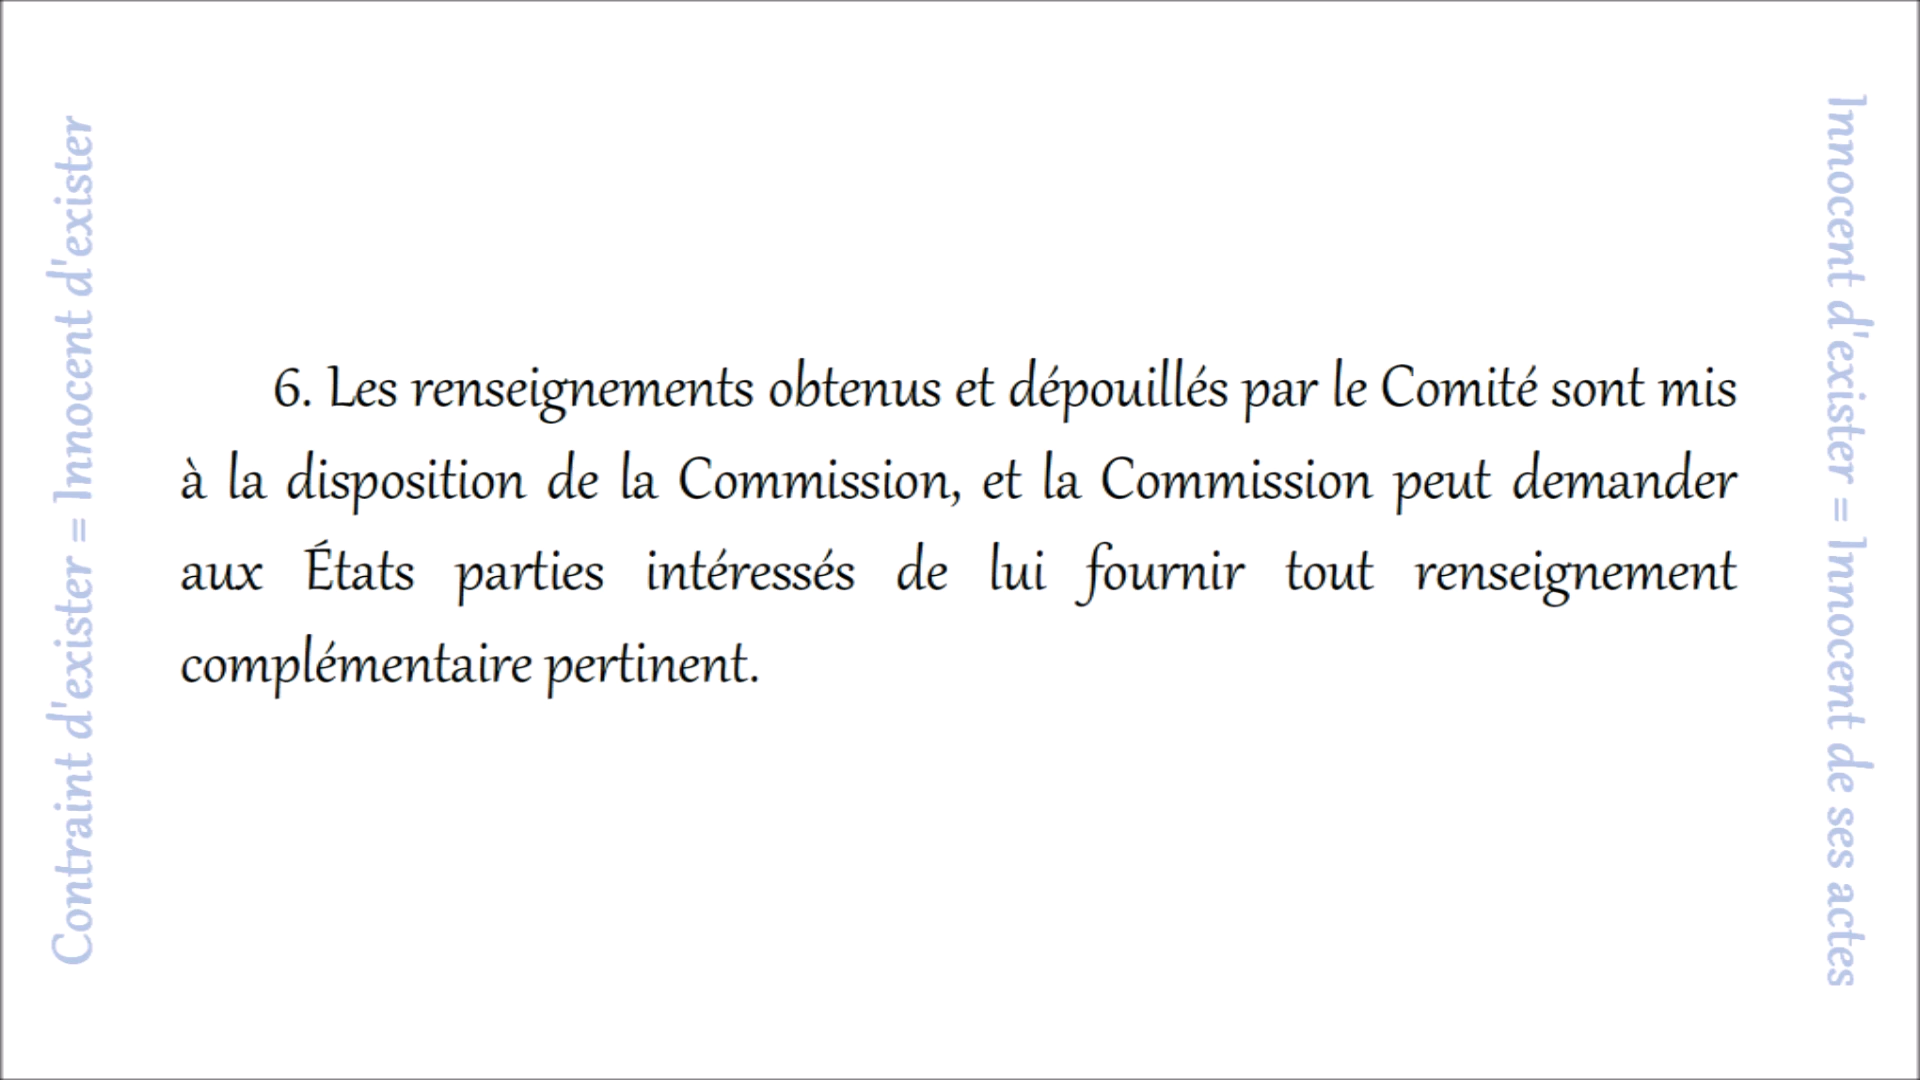 Contraint d'exister = Innocent d'exister
6. Les renseignements obtenus et dépouillés par le Comité sont mis
à la disposition de la Commission, et la Commission peut demander
aux États parties intéressés de lui fournir tout renseignement
complémentaire pertinent.
Innocent d'exister = Innocent de ses actes